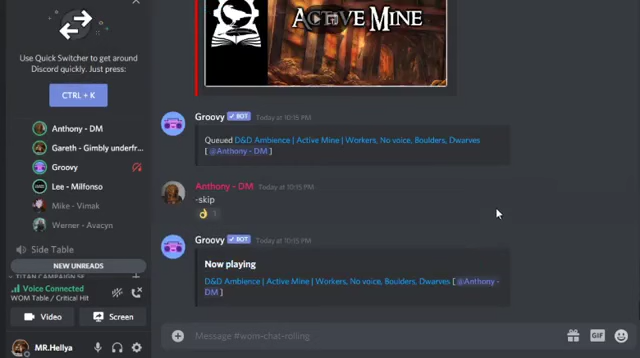 Use Quick Switcher to get around
Discord quickly. Just press:
CTRL + K
Anthony - DM
Gareth - Gimbly underfr...
Groovy
Lee - Milfonso
Mike - Vimak
Werner - Avacyn
Side Table
NEW UNREADS
Voice Connected
WOM Table / Critical Hit
Video
Screen
MR.Hellya
ACTIVE MINE
Groovy BOT Today at 10:15 PM
Queued D&D Ambience | Active Mine | Workers, No voice, Boulders, Dwarves
[ @Anthony - DM ]
Anthony - DM Today at 10:15 PM
-skip
1
Groovy BOT Today at 10:15 PM
Now playing
D&D Ambience | Active Mine | Workers, No voice, Boulders, Dwarves [ @Anthony -
DM ]
Message #wom-chat-rolling
GIF